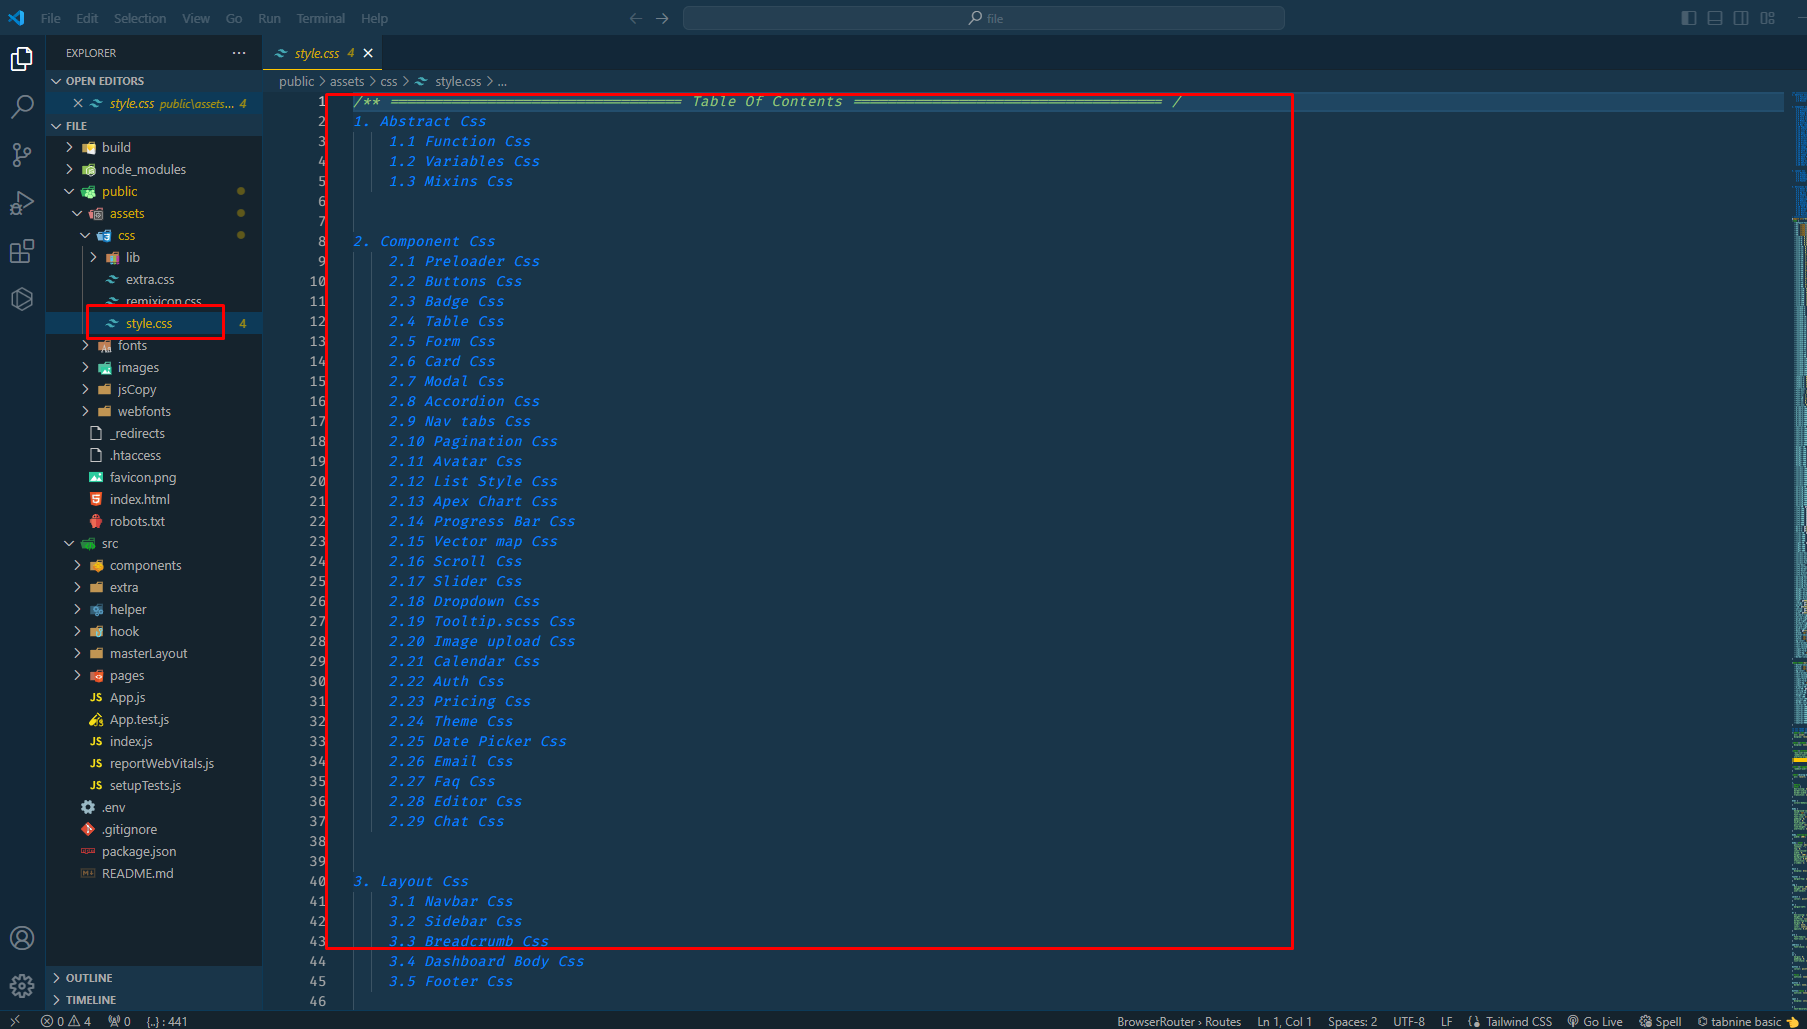 File Edit Selection View Go Run Terminal Help
file
EXPLORER
OPEN EDITORS
style.css public\assets... 4
FILE
build
node_modules
public
assets
css
lib
extra.css
remixicon.css
style.css 4
fonts
images
jsCopy
webfonts
_redirects
.htaccess
favicon.png
index.html
robots.txt
src
components
extra
helper
hook
masterLayout
pages
App.js
App.test.js
index.js
reportWebVitals.js
setupTests.js
.env
.gitignore
package.json
README.md
OUTLINE
TIMELINE
style.css 4
public > assets > css > style.css > ...
1 /** ================================= Table Of Contents =================================== /
2 1. Abstract Css
3 1.1 Function Css
4 1.2 Variables Css
5 1.3 Mixins Css
6
7
8 2. Component Css
9 2.1 Preloader Css
10 2.2 Buttons Css
11 2.3 Badge Css
12 2.4 Table Css
13 2.5 Form Css
14 2.6 Card Css
15 2.7 Modal Css
16 2.8 Accordion Css
17 2.9 Nav tabs Css
18 2.10 Pagination Css
19 2.11 Avatar Css
20 2.12 List Style Css
21 2.13 Apex Chart Css
22 2.14 Progress Bar Css
23 2.15 Vector map Css
24 2.16 Scroll Css
25 2.17 Slider Css
26 2.18 Dropdown Css
27 2.19 Tooltip.scss Css
28 2.20 Image upload Css
29 2.21 Calendar Css
30 2.22 Auth Css
31 2.23 Pricing Css
32 2.24 Theme Css
33 2.25 Date Picker Css
34 2.26 Email Css
35 2.27 Faq Css
36 2.28 Editor Css
37 2.29 Chat Css
38
39
40 3. Layout Css
41 3.1 Navbar Css
42 3.2 Sidebar Css
43 3.3 Breadcrumb Css
44 3.4 Dashboard Body Css
45 3.5 Footer Css
46
0 4 0 {..} : 441 BrowserRouter › Routes Ln 1, Col 1 Spaces: 2 UTF-8 LF Tailwind CSS Go Live Spell tabnine basic